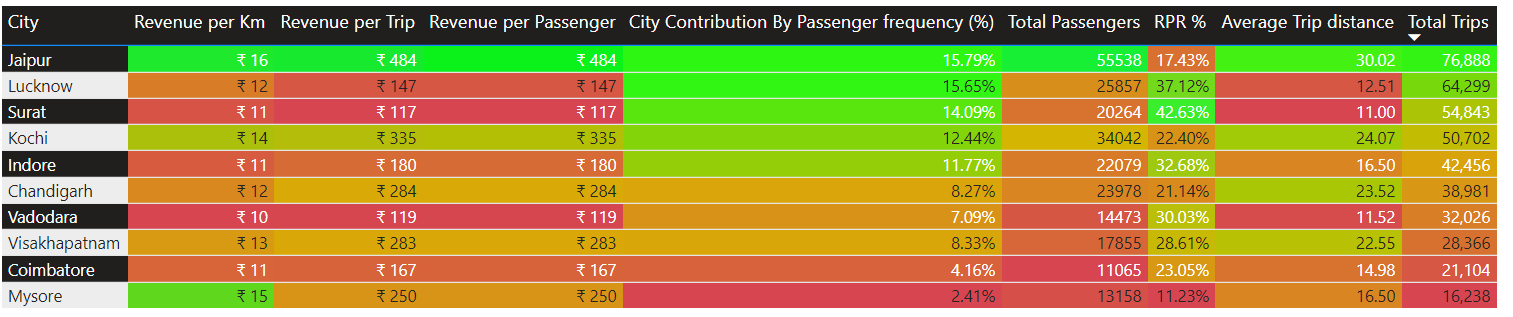 City Revenue per Km Revenue per Trip Revenue per Passenger City Contribution By Passenger frequency (%) Total Passengers RPR % Average Trip distance Total Trips
Jaipur ₹ 16 ₹ 484 ₹ 484 15.79% 55538 17.43% 30.02 76,888
Lucknow ₹ 12 ₹ 147 ₹ 147 15.65% 25857 37.12% 12.51 64,299
Surat ₹ 11 ₹ 117 ₹ 117 14.09% 20264 42.63% 11.00 54,843
Kochi ₹ 14 ₹ 335 ₹ 335 12.44% 34042 22.40% 24.07 50,702
Indore ₹ 11 ₹ 180 ₹ 180 11.77% 22079 32.68% 16.50 42,456
Chandigarh ₹ 12 ₹ 284 ₹ 284 8.27% 23978 21.14% 23.52 38,981
Vadodara ₹ 10 ₹ 119 ₹ 119 7.09% 14473 30.03% 11.52 32,026
Visakhapatnam ₹ 13 ₹ 283 ₹ 283 8.33% 17855 28.61% 22.55 28,366
Coimbatore ₹ 11 ₹ 167 ₹ 167 4.16% 11065 23.05% 14.98 21,104
Mysore ₹ 15 ₹ 250 ₹ 250 2.41% 13158 11.23% 16.50 16,238